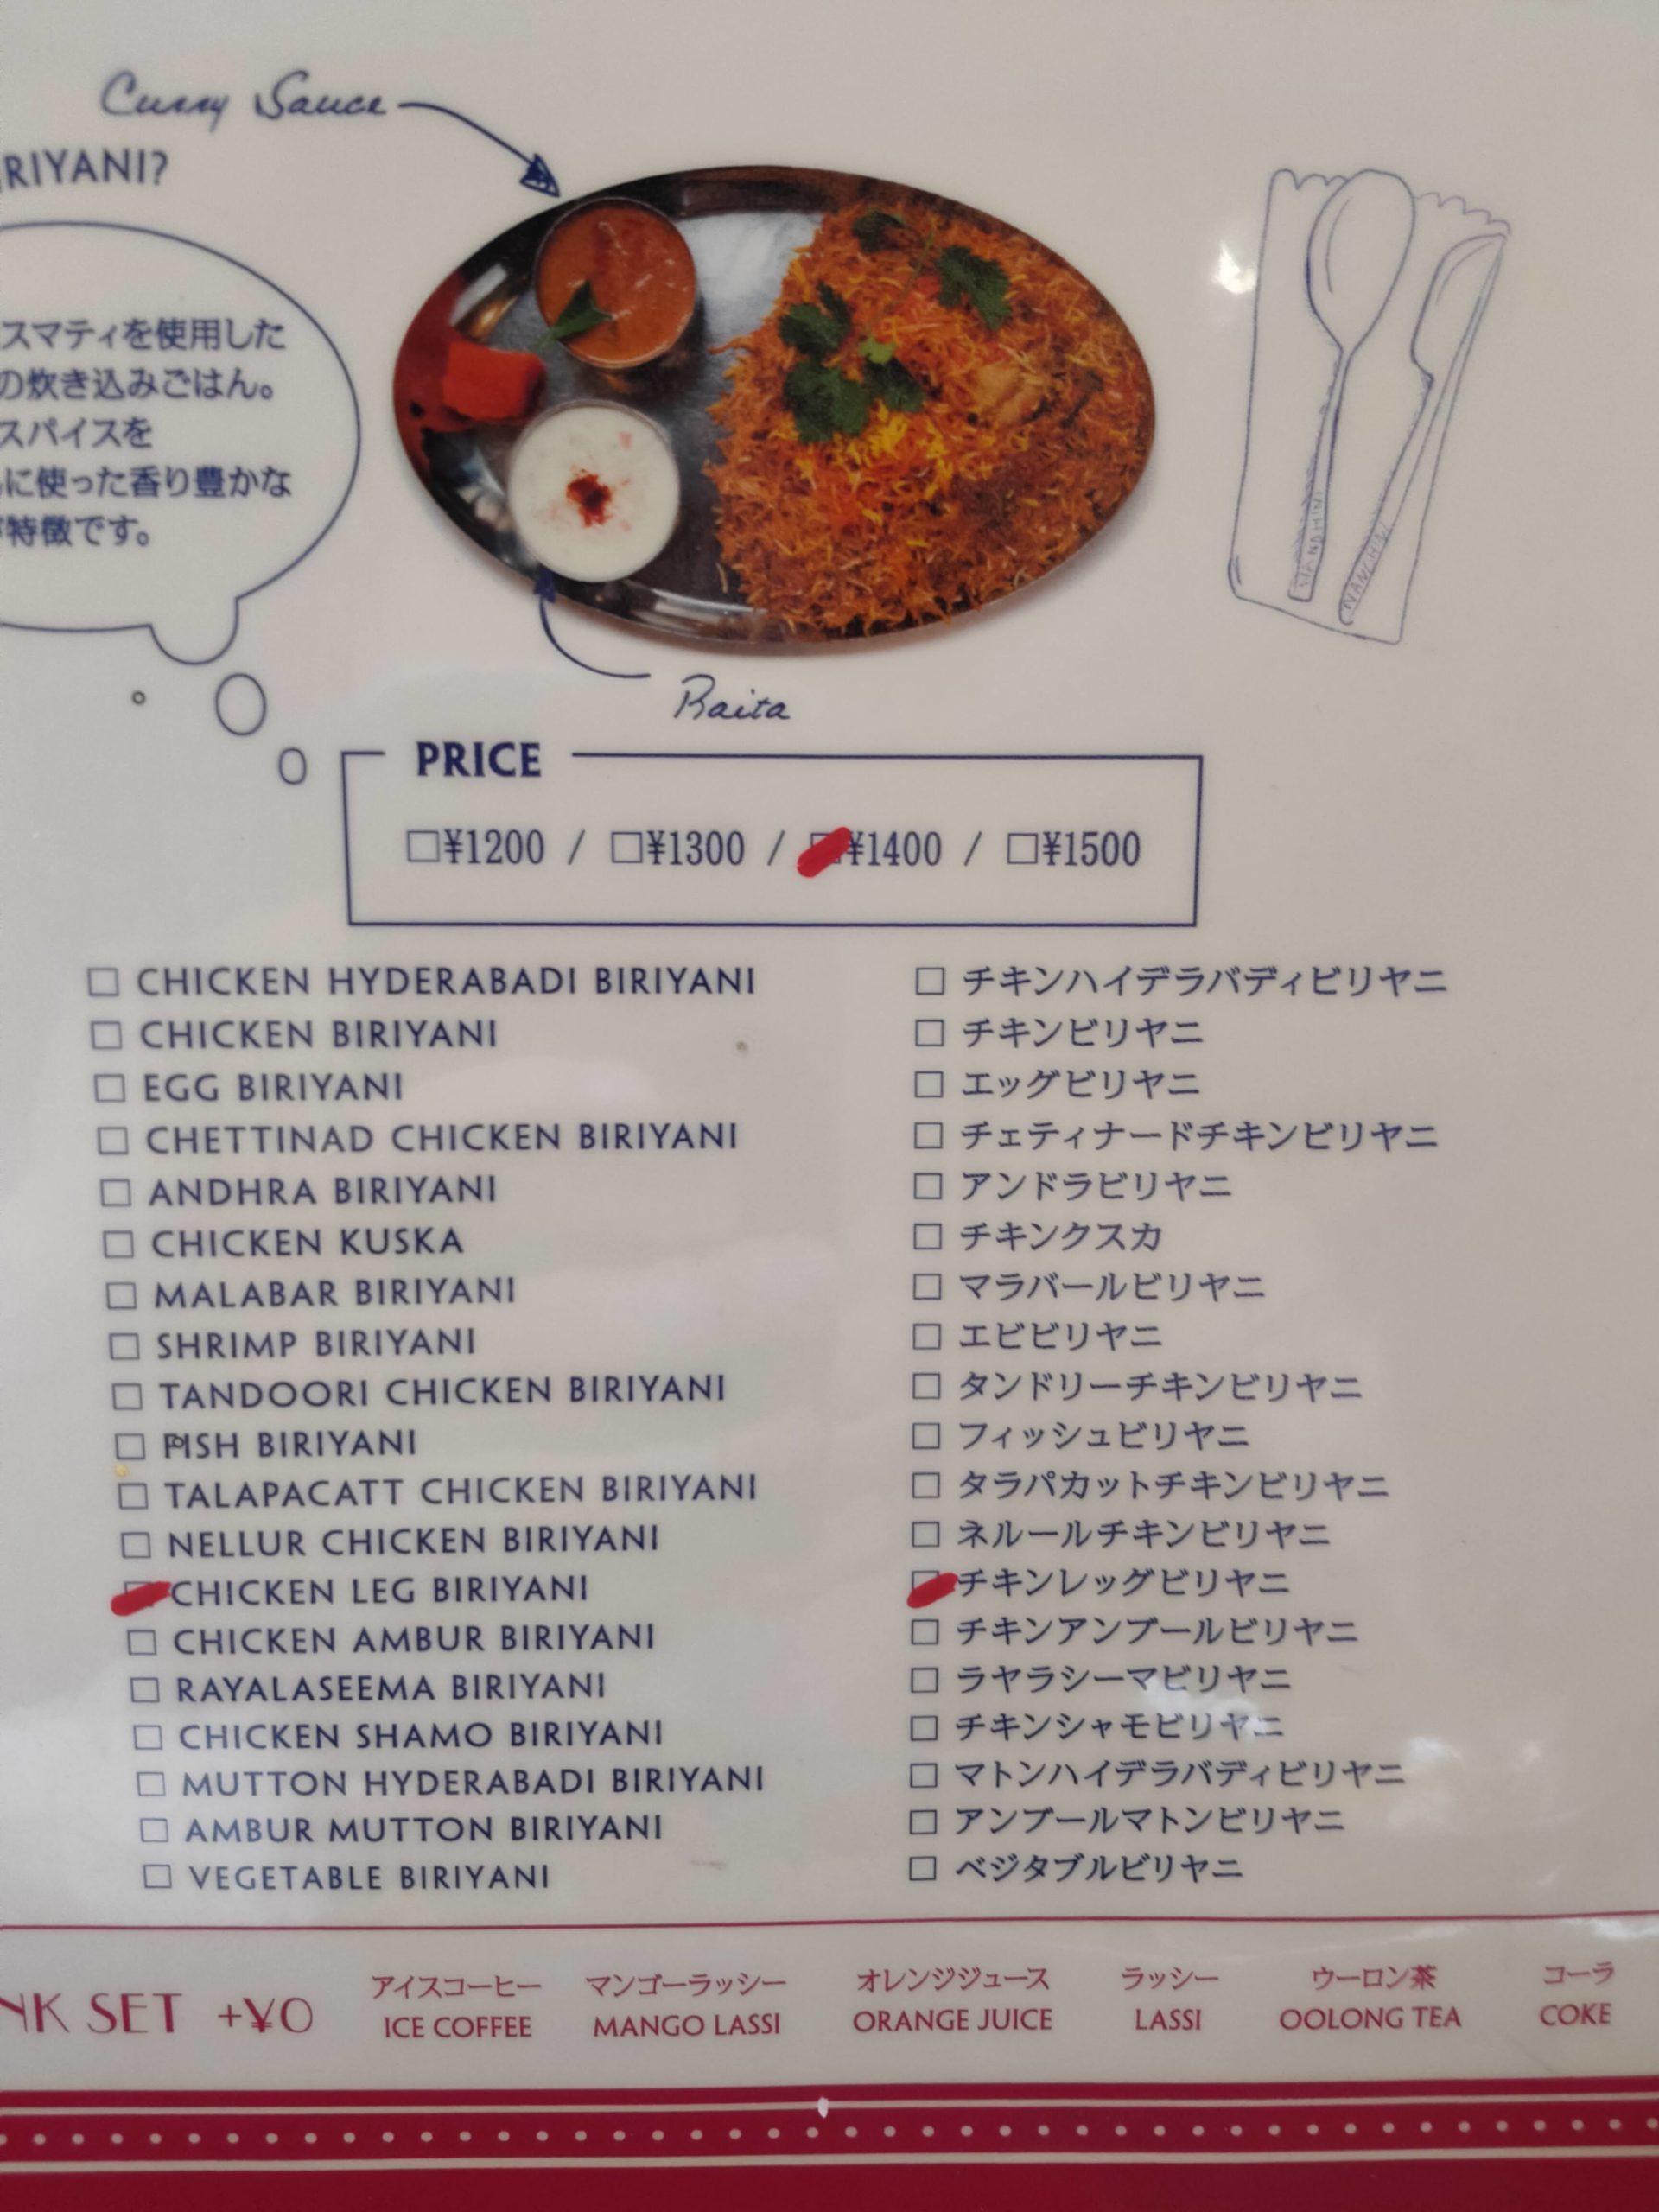 Curry Sauce
RIYANI?
スマティを使用した
の炊き込みごはん。
スパイスを
に使った香り豊かな
特徴です。
Raita
PRICE
□¥1200 / □¥1300 / □¥1400 / □¥1500
□ CHICKEN HYDERABADI BIRIYANI
□ CHICKEN BIRIYANI
□ EGG BIRIYANI
□ CHETTINAD CHICKEN BIRIYANI
□ ANDHRA BIRIYANI
□ CHICKEN KUSKA
□ MALABAR BIRIYANI
□ SHRIMP BIRIYANI
□ TANDOORI CHICKEN BIRIYANI
□ FISH BIRIYANI
□ TALAPACATT CHICKEN BIRIYANI
□ NELLUR CHICKEN BIRIYANI
□ CHICKEN LEG BIRIYANI
□ CHICKEN AMBUR BIRIYANI
□ RAYALASEEMA BIRIYANI
□ CHICKEN SHAMO BIRIYANI
□ MUTTON HYDERABADI BIRIYANI
□ AMBUR MUTTON BIRIYANI
□ VEGETABLE BIRIYANI
□ チキンハイデラバディビリヤニ
□ チキンビリヤニ
□ エッグビリヤニ
□ チェティナードチキンビリヤニ
□ アンドラビリヤニ
□ チキンクスカ
□ マラバールビリヤニ
□ エビビリヤニ
□ タンドリーチキンビリヤニ
□ フィッシュビリヤニ
□ タラパカットチキンビリヤニ
□ ネルールチキンビリヤニ
□ チキンレッグビリヤニ
□ チキンアンブールビリヤニ
□ ラヤラシーマビリヤニ
□ チキンシャモビリヤニ
□ マトンハイデラバディビリヤニ
□ アンブールマトンビリヤニ
□ ベジタブルビリヤニ
NK SET +¥0
アイスコーヒー
ICE COFFEE
マンゴーラッシー
MANGO LASSI
オレンジジュース
ORANGE JUICE
ラッシー
LASSI
ウーロン茶
OOLONG TEA
コーラ
COKE